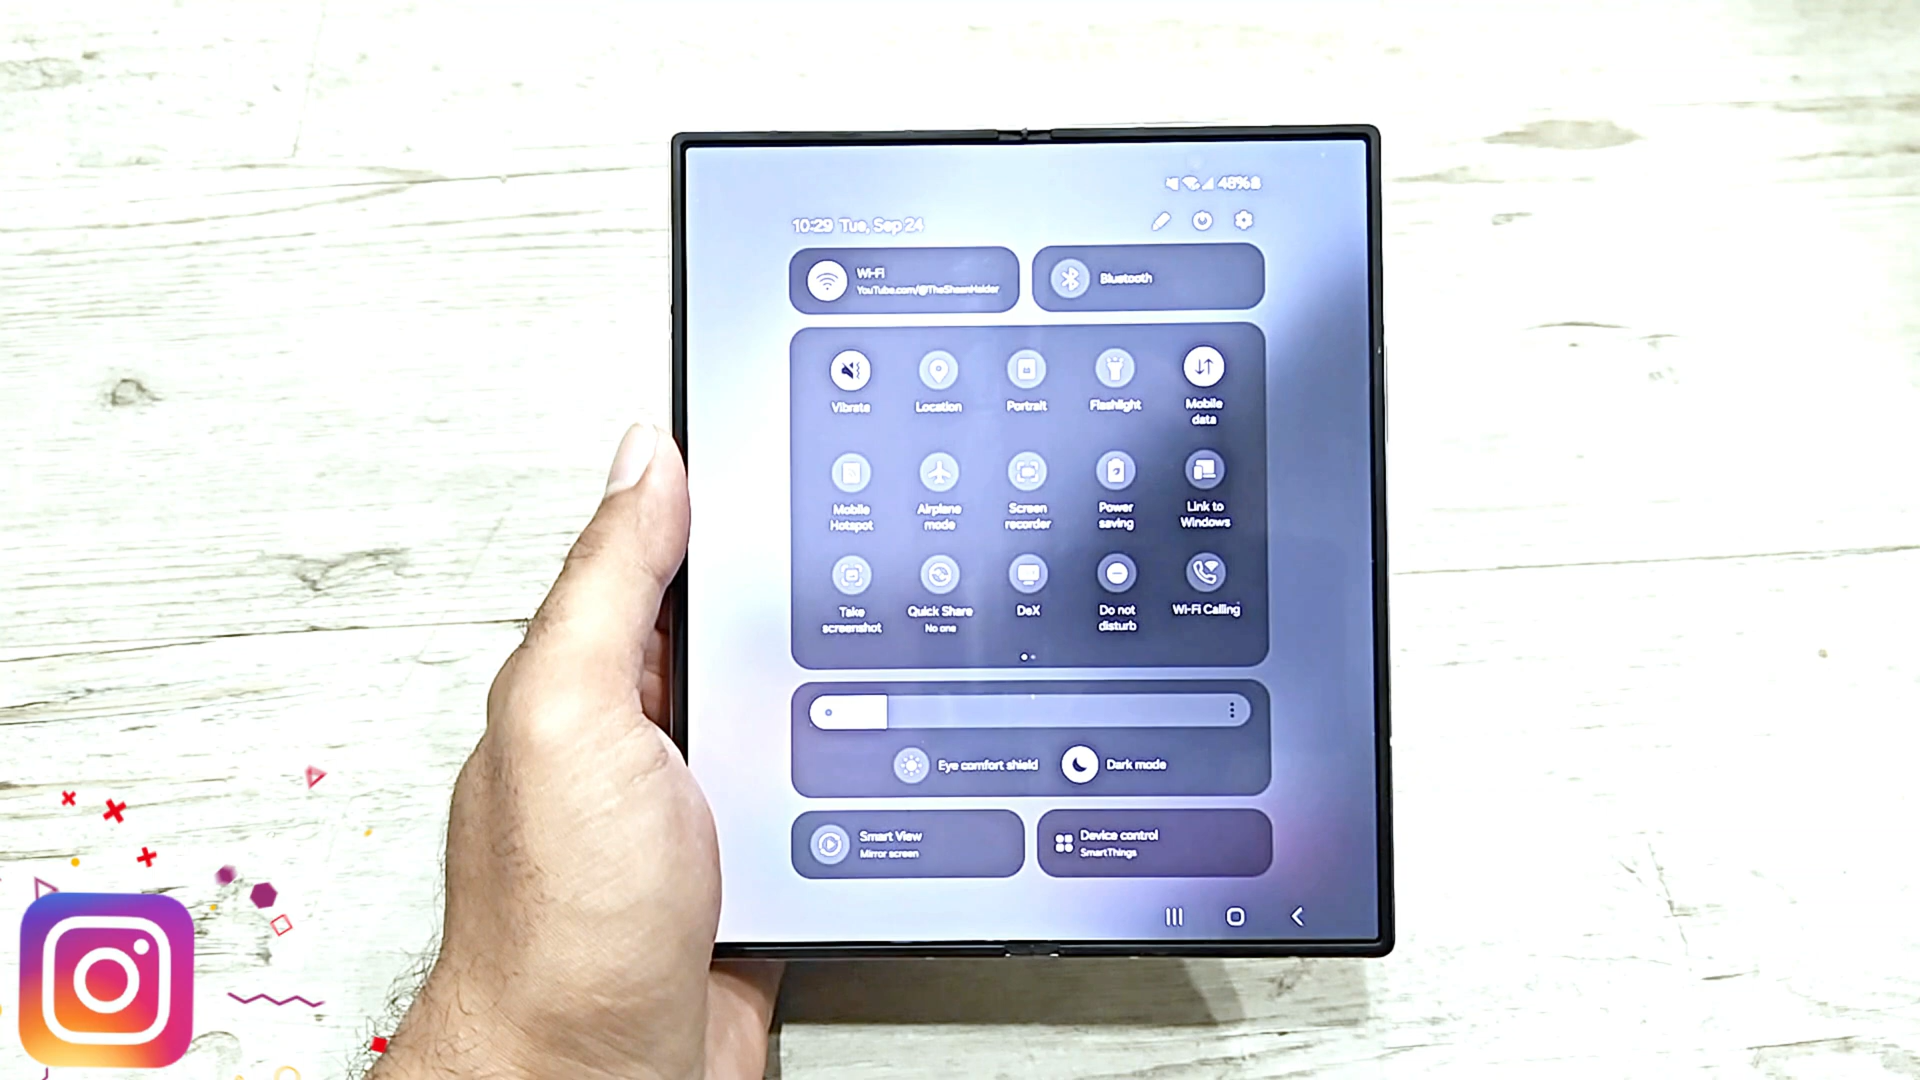 48%
10:29 Tue, Sep 24
Wi-Fi
YouTube.com/@TheShaanHaider
Bluetooth
Vibrate
Location
Portrait
Flashlight
Mobile
data
Mobile
Hotspot
Airplane
mode
Screen
recorder
Power
saving
Link to
Windows
Take
screenshot
Quick Share
No one
DeX
Do not
disturb
Wi-Fi Calling
Eye comfort shield
Dark mode
Smart View
Mirror screen
Device control
SmartThings